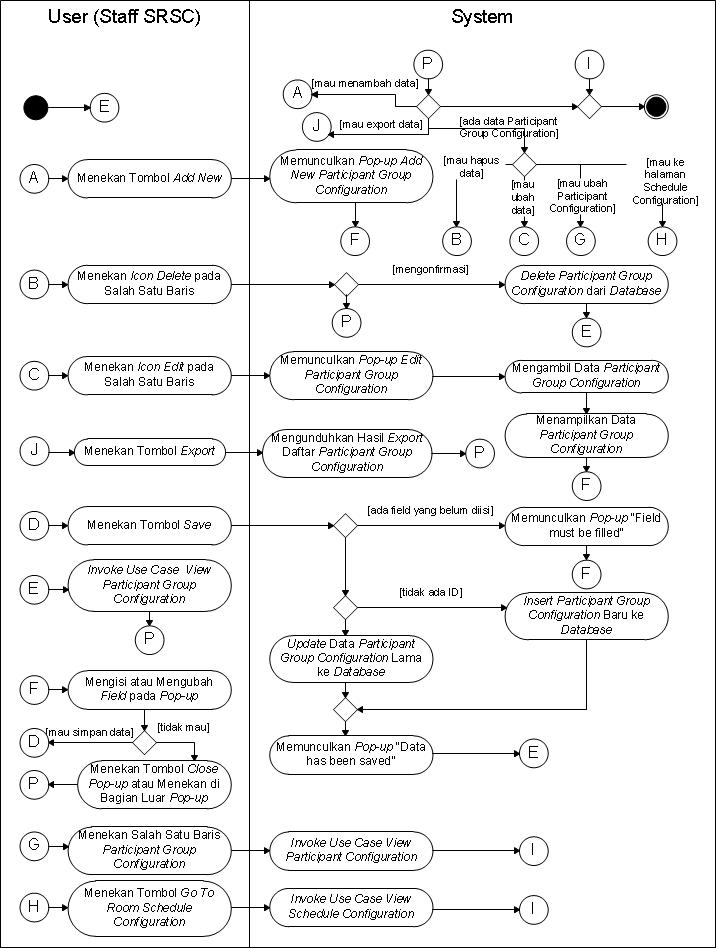 User (Staff SRSC)
System
P
I
A
[mau menambah data]
E
J
[mau export data]
[ada data Participant
Group Configuration]
A
Menekan Tombol Add New
Memunculkan Pop-up Add
New Participant Group
Configuration
[mau hapus
data]
[mau
ubah
data]
[mau ubah
Participant
Configuration]
[mau ke
halaman
Schedule
Configuration]
F
B
C
G
H
B
Menekan Icon Delete pada
Salah Satu Baris
[mengonfirmasi]
Delete Participant Group
Configuration dari Database
P
E
C
Menekan Icon Edit pada
Salah Satu Baris
Memunculkan Pop-up Edit
Participant Group
Configuration
Mengambil Data Participant
Group Configuration
J
Menekan Tombol Export
Mengunduhkan Hasil Export
Daftar Participant Group
Configuration
P
Menampilkan Data
Participant Group
Configuration
F
D
Menekan Tombol Save
[ada field yang belum diisi]
Memunculkan Pop-up "Field
must be filled"
F
E
Invoke Use Case View
Participant Group
Configuration
P
[tidak ada ID]
Insert Participant Group
Configuration Baru ke
Database
Update Data Participant
Group Configuration Lama
ke Database
F
Mengisi atau Mengubah
Field pada Pop-up
D
[mau simpan data]
[tidak mau]
Memunculkan Pop-up "Data
has been saved"
E
P
Menekan Tombol Close
Pop-up atau Menekan di
Bagian Luar Pop-up
G
Menekan Salah Satu Baris
Participant Group
Configuration
Invoke Use Case View
Participant Configuration
I
H
Menekan Tombol Go To
Room Schedule
Configuration
Invoke Use Case View
Schedule Configuration
I